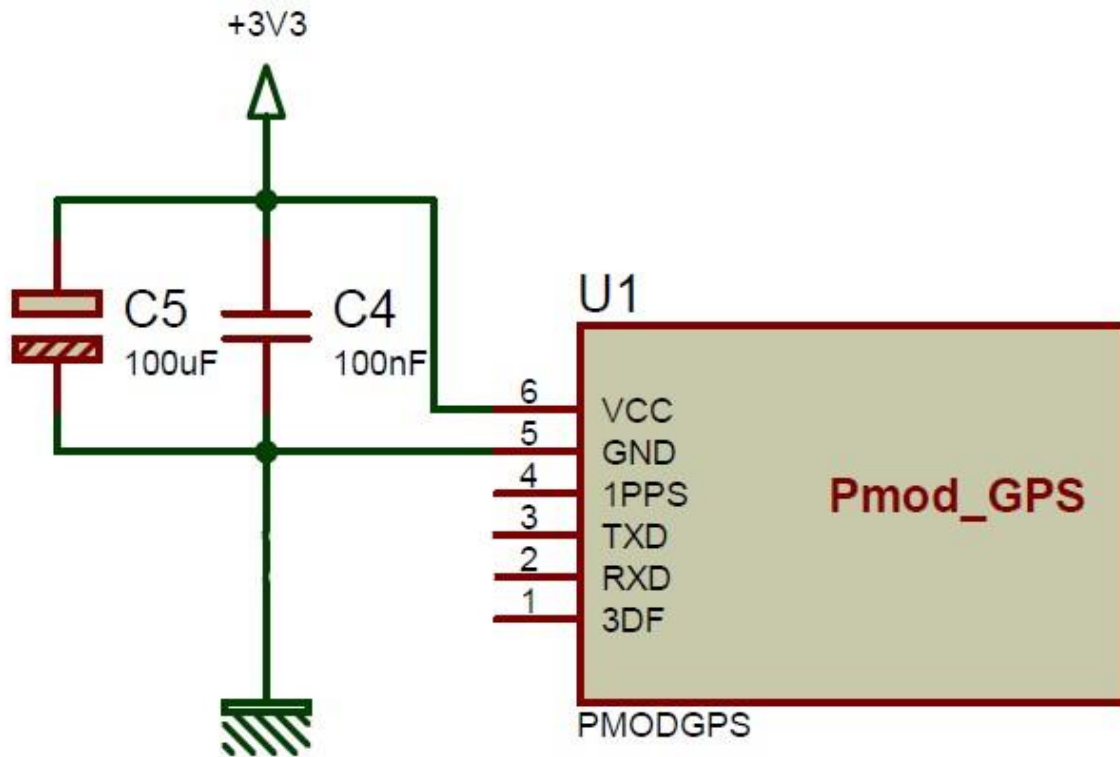 +3V3
C5
100uF
C4
100nF
U1
6 VCC
5 GND
4 1PPS
3 TXD
2 RXD
1 3DF
Pmod_GPS
PMODGPS